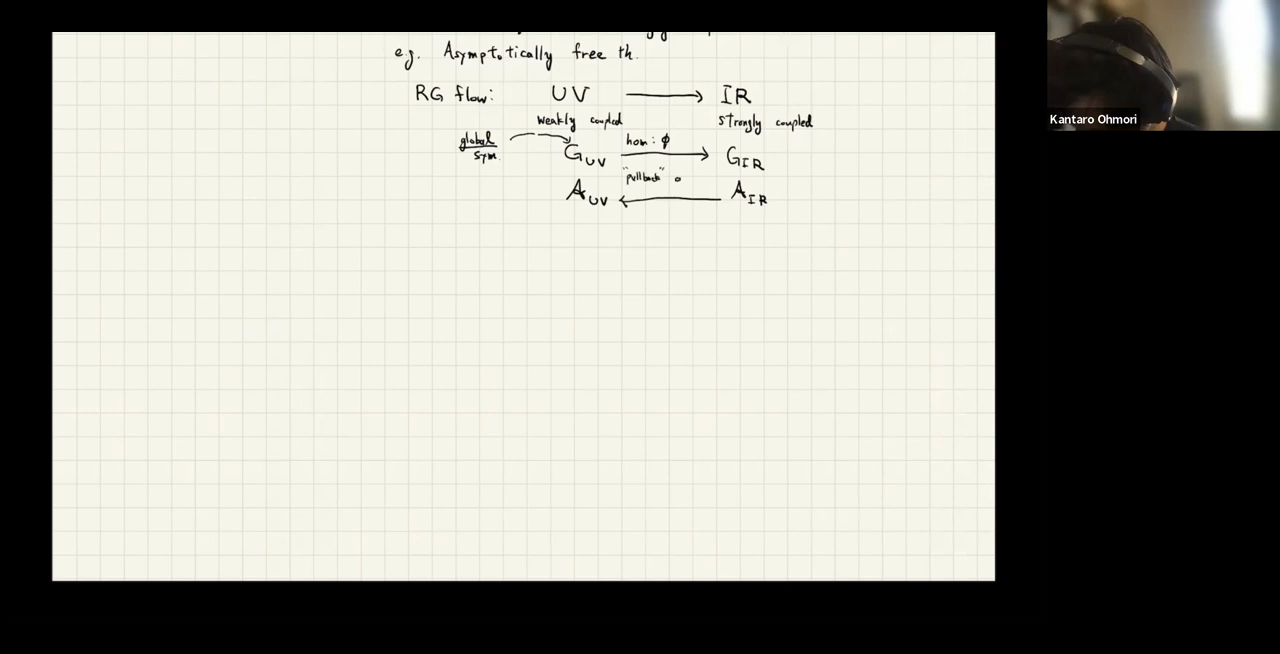 e.g. Asymptotically free th.
RG flow: UV → IR
weakly coupled strongly coupled
global sym. G_UV hom: ϕ → G_IR
"pullback"
A_UV ← A_IR
Kantaro Ohmori